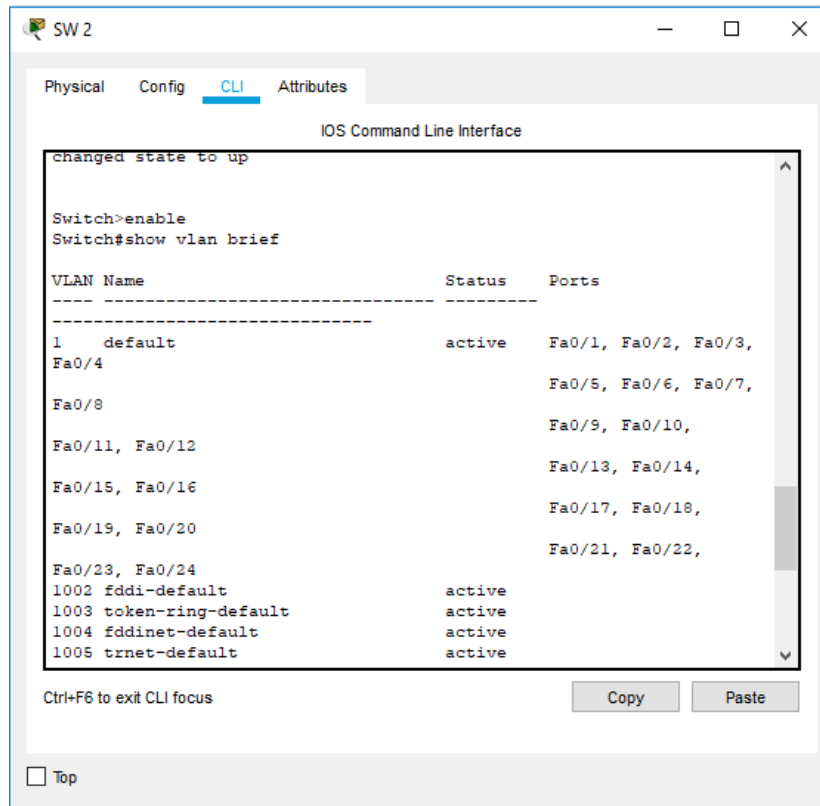 SW 2
Physical Config CLI Attributes
IOS Command Line Interface
changed state to up
Switch>enable
Switch#show vlan brief
VLAN Name                             Status    Ports
---- -------------------------------- ---------
-------------------------------
1    default                          active    Fa0/1, Fa0/2, Fa0/3,
Fa0/4
                                                Fa0/5, Fa0/6, Fa0/7,
Fa0/8
                                                Fa0/9, Fa0/10,
Fa0/11, Fa0/12
                                                Fa0/13, Fa0/14,
Fa0/15, Fa0/16
                                                Fa0/17, Fa0/18,
Fa0/19, Fa0/20
                                                Fa0/21, Fa0/22,
Fa0/23, Fa0/24
1002 fddi-default                     active
1003 token-ring-default               active
1004 fddinet-default                  active
1005 trnet-default                    active
Ctrl+F6 to exit CLI focus
Copy Paste
Top